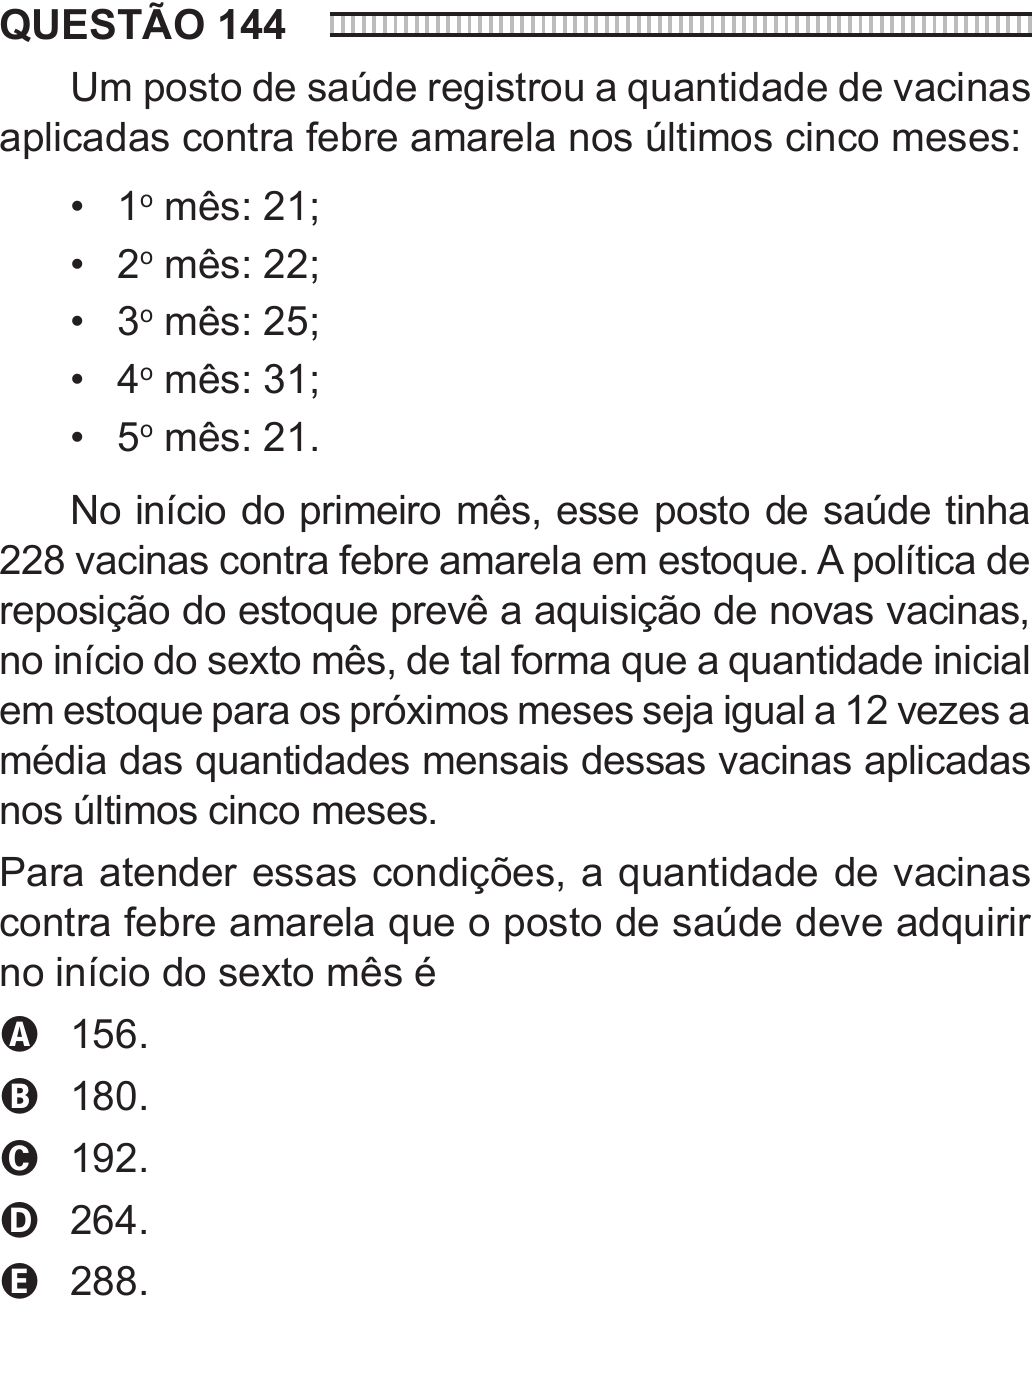 QUESTÃO 144
Um posto de saúde registrou a quantidade de vacinas
aplicadas contra febre amarela nos últimos cinco meses:
• 1º mês: 21;
• 2º mês: 22;
• 3º mês: 25;
• 4º mês: 31;
• 5º mês: 21.
No início do primeiro mês, esse posto de saúde tinha
228 vacinas contra febre amarela em estoque. A política de
reposição do estoque prevê a aquisição de novas vacinas,
no início do sexto mês, de tal forma que a quantidade inicial
em estoque para os próximos meses seja igual a 12 vezes a
média das quantidades mensais dessas vacinas aplicadas
nos últimos cinco meses.
Para atender essas condições, a quantidade de vacinas
contra febre amarela que o posto de saúde deve adquirir
no início do sexto mês é
A 156.
B 180.
C 192.
D 264.
E 288.